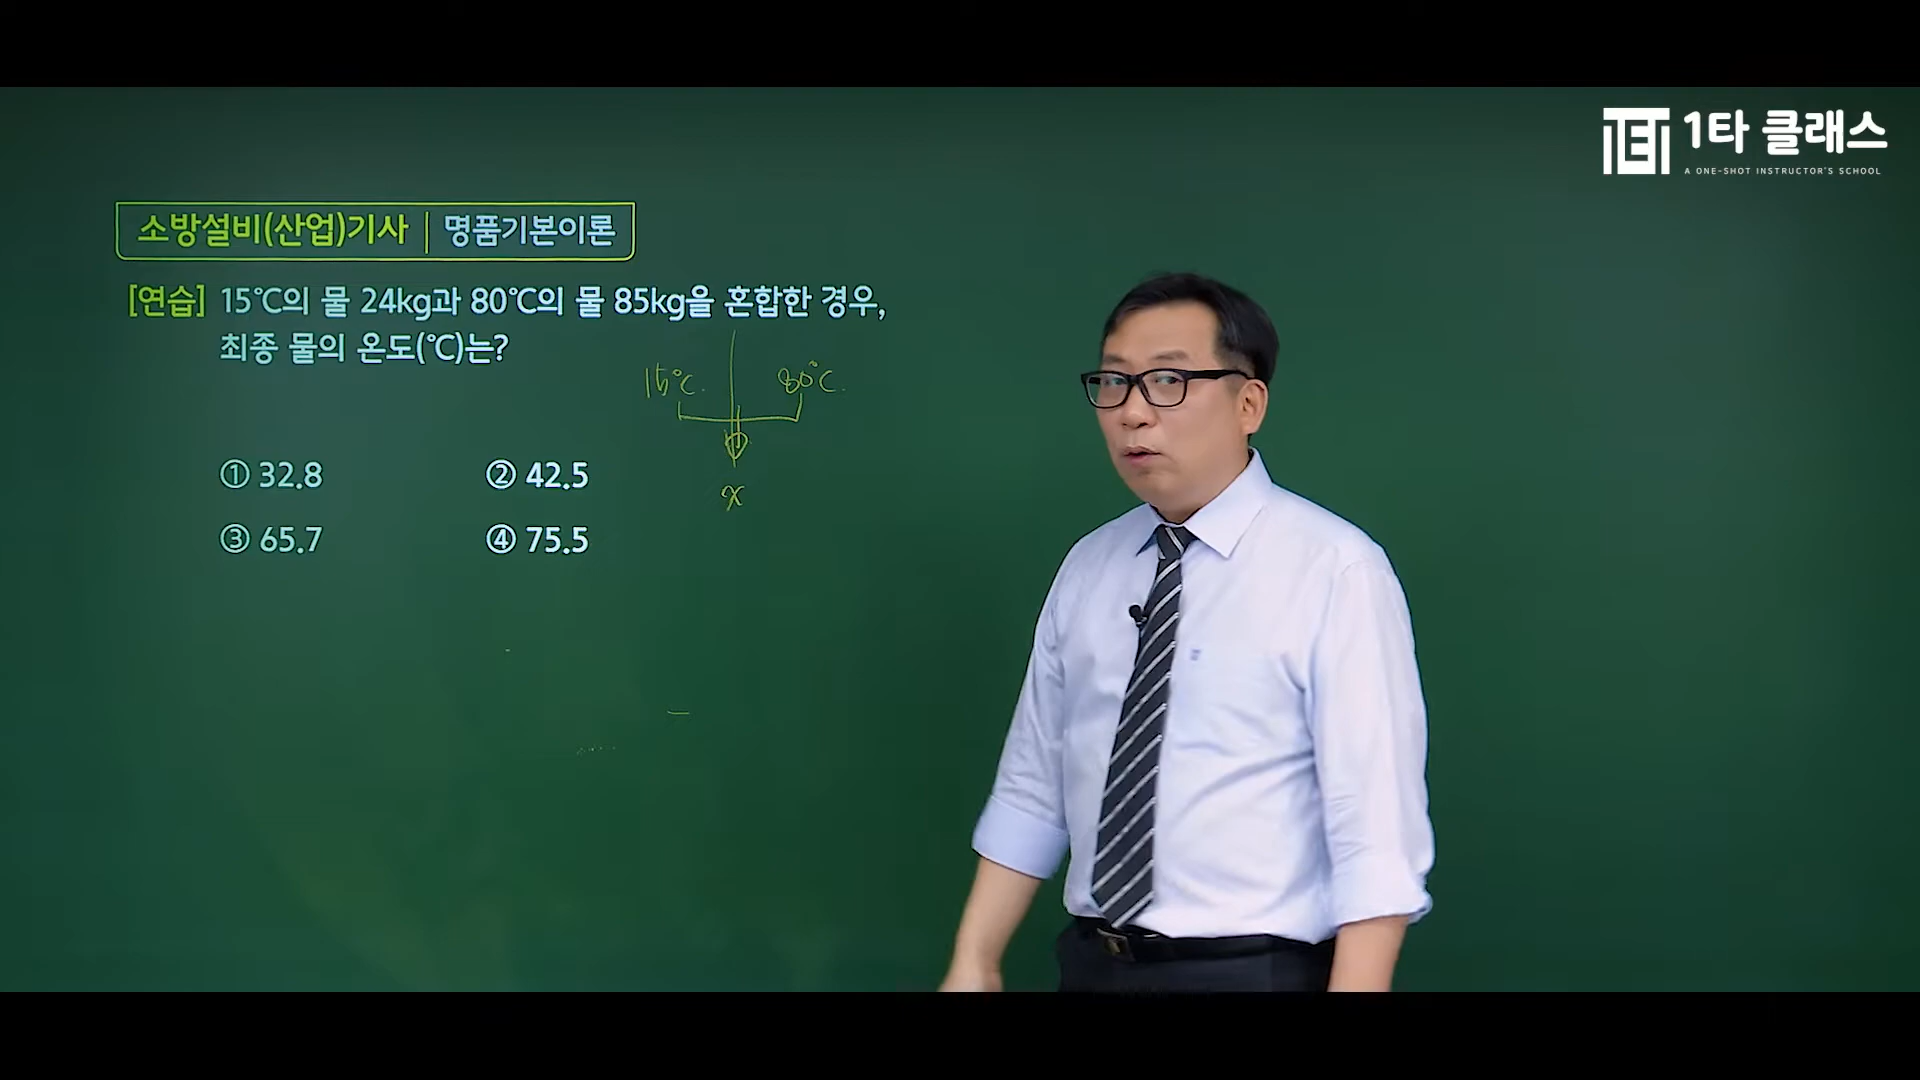 1타 클래스
A ONE-SHOT INSTRUCTOR'S SCHOOL
소방설비(산업)기사 | 명품기본이론
[연습] 15℃의 물 24kg과 80℃의 물 85kg을 혼합한 경우,
최종 물의 온도(℃)는?
15℃. 80℃.
x
① 32.8 ② 42.5
③ 65.7 ④ 75.5